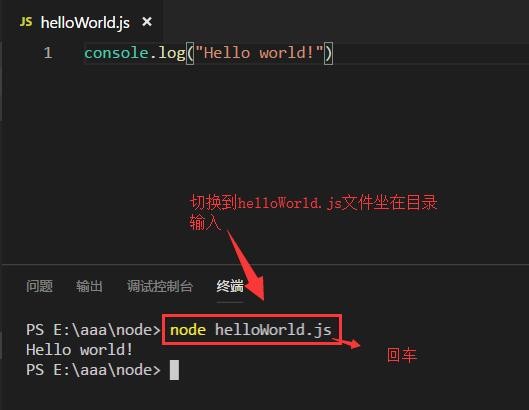 JS helloWorld.js ×
1 console.log("Hello world!")
切换到helloWorld.js文件坐在目录
输入
问题 输出 调试控制台 终端
PS E:\aaa\node> node helloWorld.js
回车
Hello world!
PS E:\aaa\node>